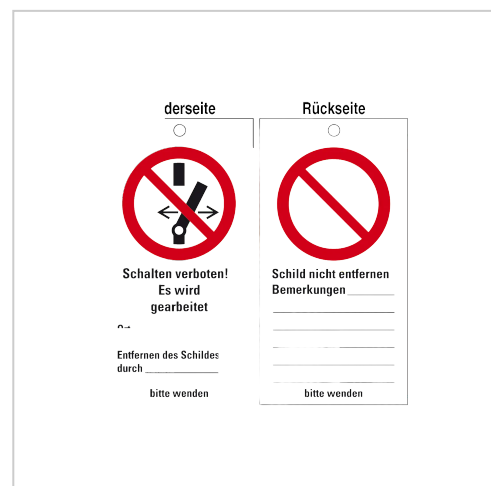 derseite
Schalten verboten!
Es wird
gearbeitet
Entfernen des Schildes
durch
bitte wenden
Rückseite
Schild nicht entfernen
Bemerkungen
bitte wenden